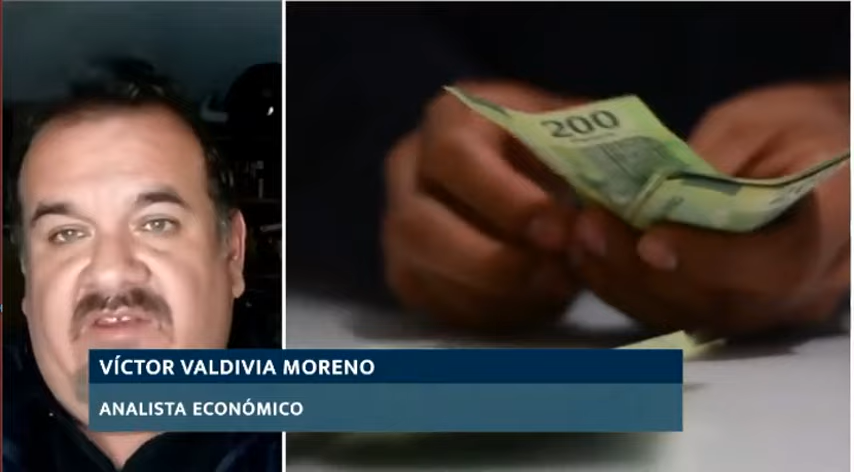 200
VÍCTOR VALDIVIA MORENO
ANALISTA ECONÓMICO